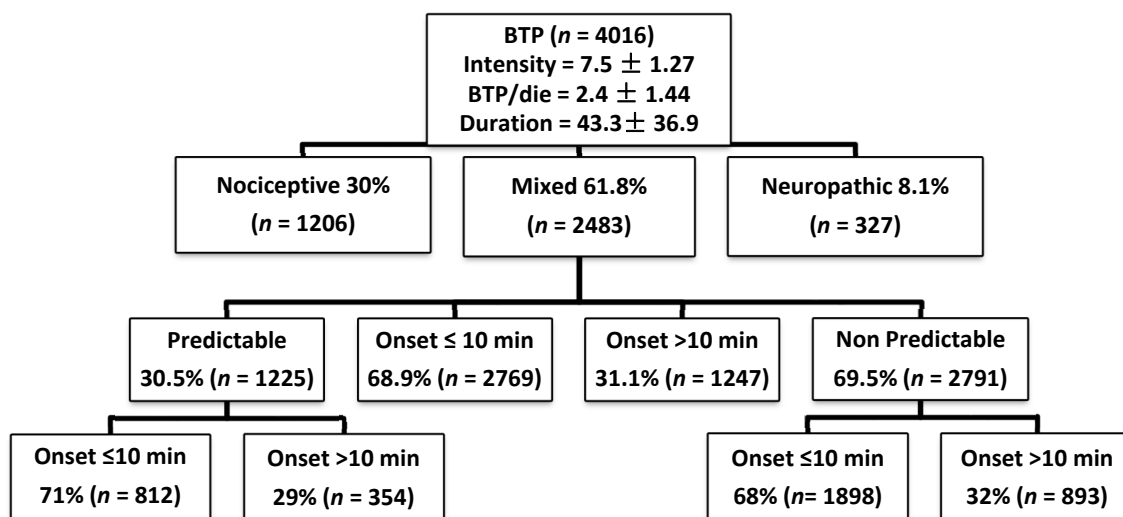 BTP (n = 4016)
Intensity = 7.5 ± 1.27
BTP/die = 2.4 ± 1.44
Duration = 43.3 ± 36.9
Nociceptive 30%
(n = 1206)
Mixed 61.8%
(n = 2483)
Neuropathic 8.1%
(n = 327)
Predictable
30.5% (n = 1225)
Onset ≤ 10 min
68.9% (n = 2769)
Onset >10 min
31.1% (n = 1247)
Non Predictable
69.5% (n = 2791)
Onset ≤10 min
71% (n = 812)
Onset >10 min
29% (n = 354)
Onset ≤10 min
68% (n= 1898)
Onset >10 min
32% (n = 893)